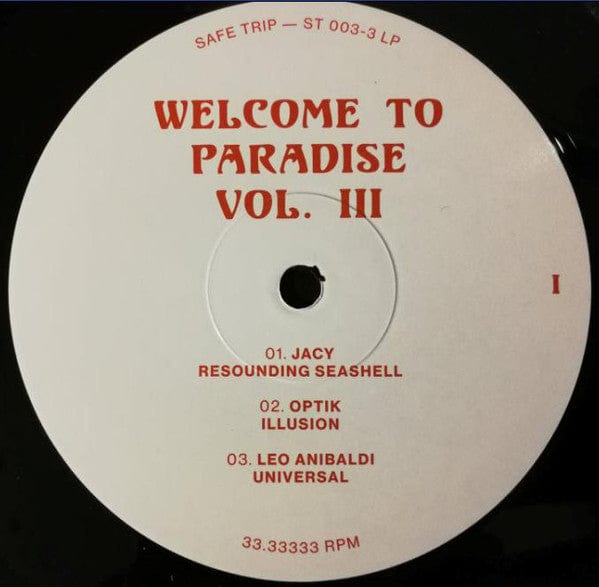 SAFE TRIP — ST 003-3 LP
WELCOME TO
PARADISE
VOL. III
I
01. JACY
RESOUNDING SEASHELL
02. OPTIK
ILLUSION
03. LEO ANIBALDI
UNIVERSAL
33.33333 RPM